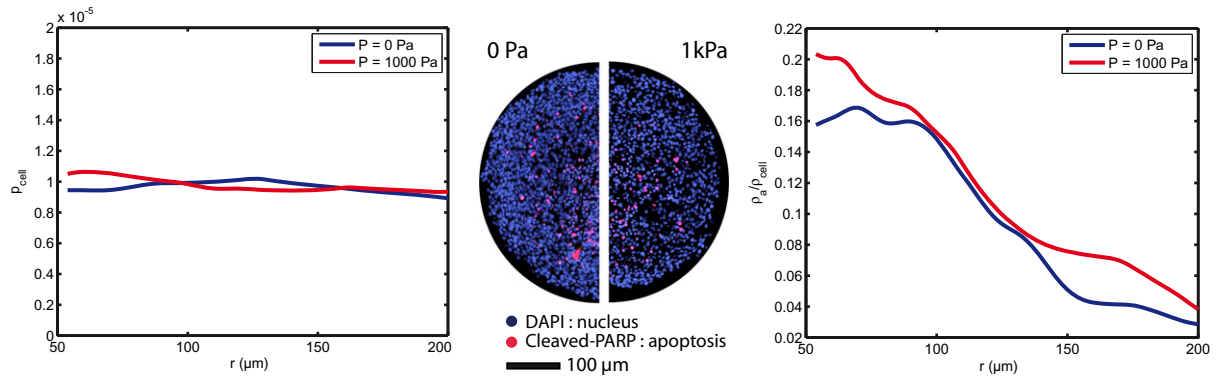 x 10⁻⁵
2
1.8
1.6
1.4
1.2
1
0.8
0.6
0.4
0.2
0
50
100
150
200
r (µm)
ρcell
P = 0 Pa
P = 1000 Pa
0 Pa
1kPa
DAPI : nucleus
Cleaved-PARP : apoptosis
100 µm
0.22
0.2
0.18
0.16
0.14
0.12
0.1
0.08
0.06
0.04
0.02
50
100
150
200
r (µm)
ρa/ρcell
P = 0 Pa
P = 1000 Pa